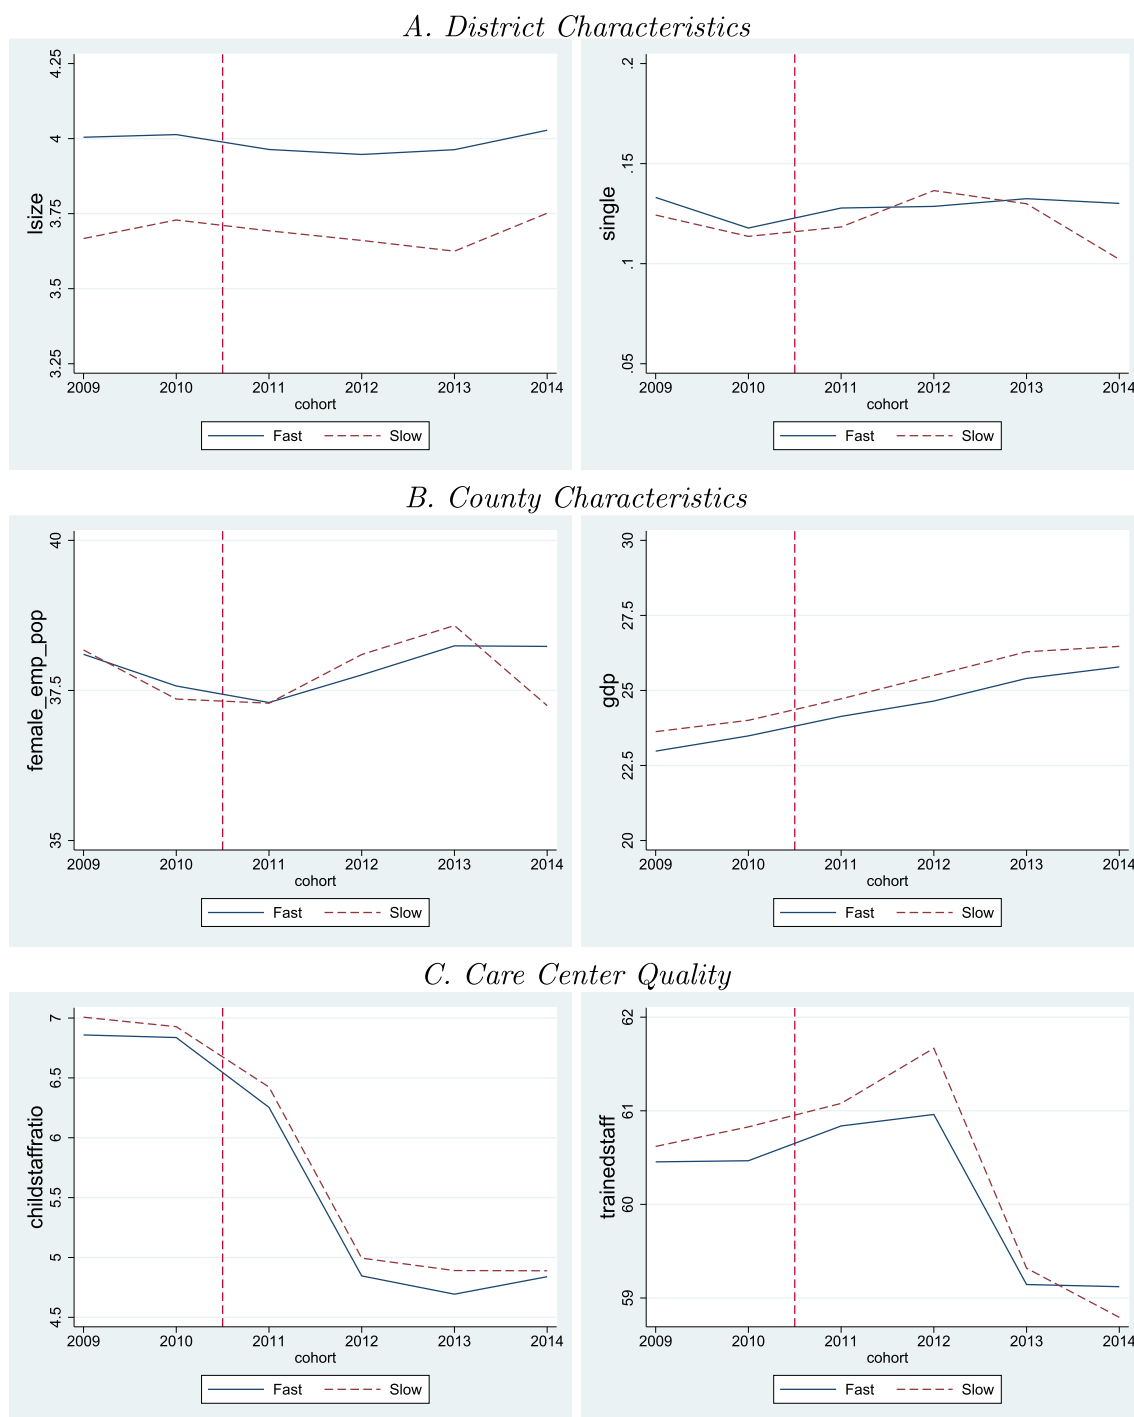 A. District Characteristics
lsize
4.25
4
3.75
3.5
3.25
2009 2010 2011 2012 2013 2014
cohort
Fast Slow
single
.2
.15
.1
.05
2009 2010 2011 2012 2013 2014
cohort
Fast Slow
B. County Characteristics
female_emp_pop
40
37.5
35
2009 2010 2011 2012 2013 2014
cohort
Fast Slow
gdp
30
27.5
25
22.5
20
2009 2010 2011 2012 2013 2014
cohort
Fast Slow
C. Care Center Quality
childstaffratio
7
6.5
6
5.5
5
4.5
2009 2010 2011 2012 2013 2014
cohort
Fast Slow
trainedstaff
62
61
60
59
2009 2010 2011 2012 2013 2014
cohort
Fast Slow